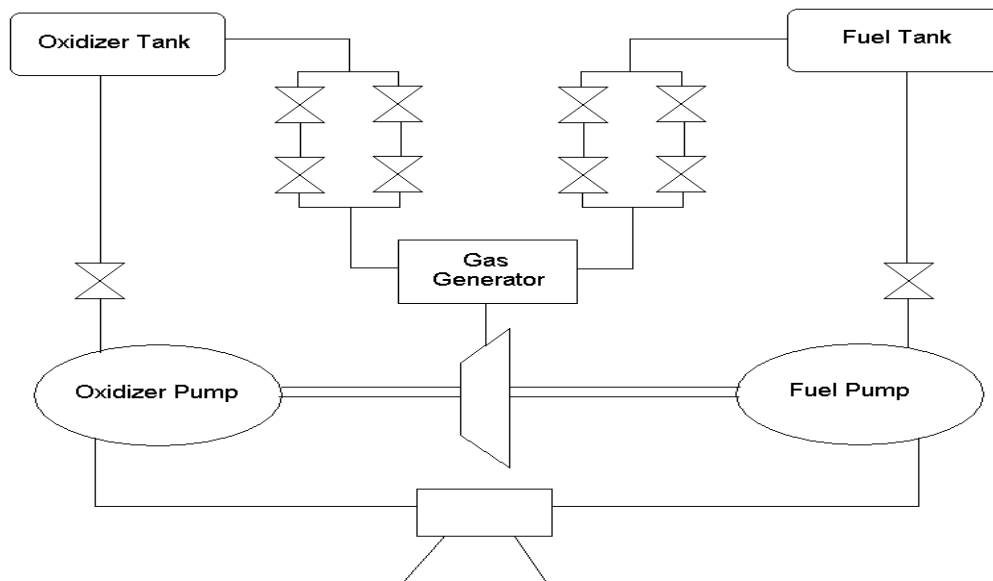 Oxidizer Tank
Fuel Tank
Gas
Generator
Oxidizer Pump
Fuel Pump